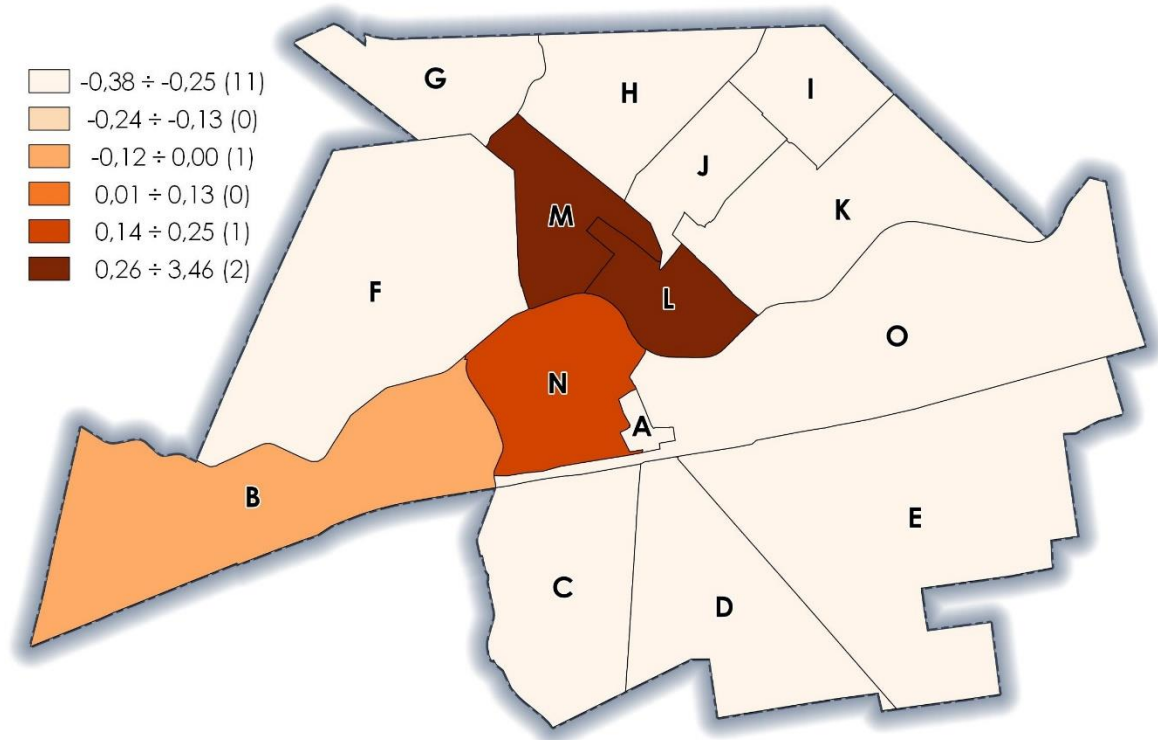 -0,38 ÷ -0,25 (11)
-0,24 ÷ -0,13 (0)
-0,12 ÷ 0,00 (1)
0,01 ÷ 0,13 (0)
0,14 ÷ 0,25 (1)
0,26 ÷ 3,46 (2)
G
H
I
J
K
M
F
L
O
N
A
B
E
C
D